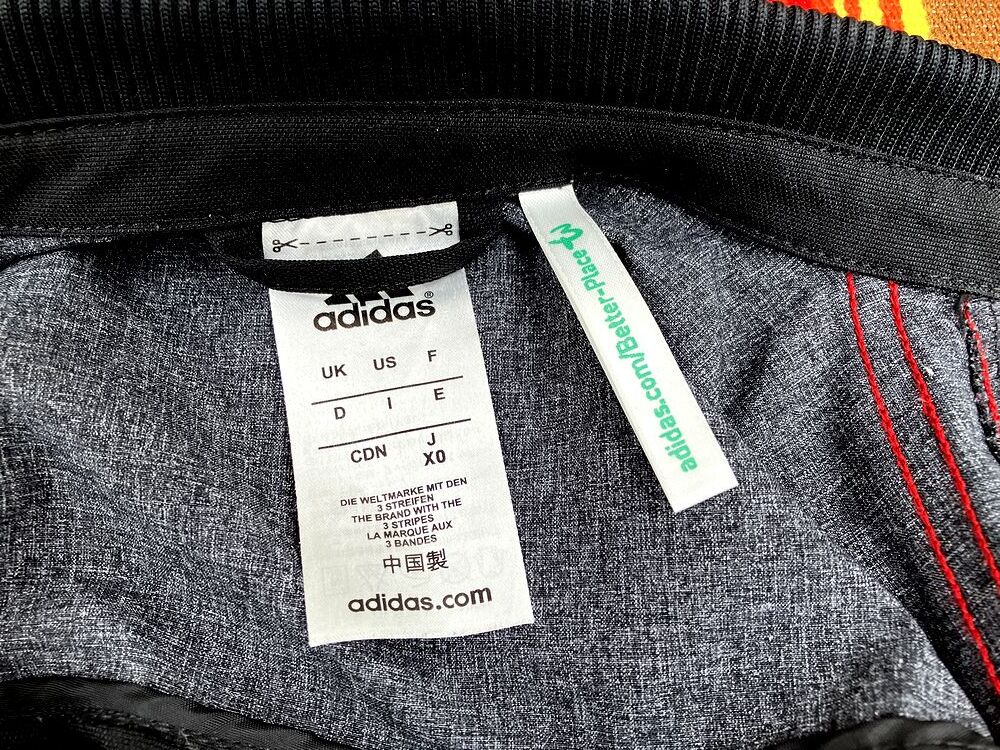 adidas®
UK US F
D I E
CDN J
XO
DIE WELTMARKE MIT DEN
3 STREIFEN
THE BRAND WITH THE
3 STRIPES
LA MARQUE AUX
3 BANDES
中国製
adidas.com
adidas.com/Better-Place